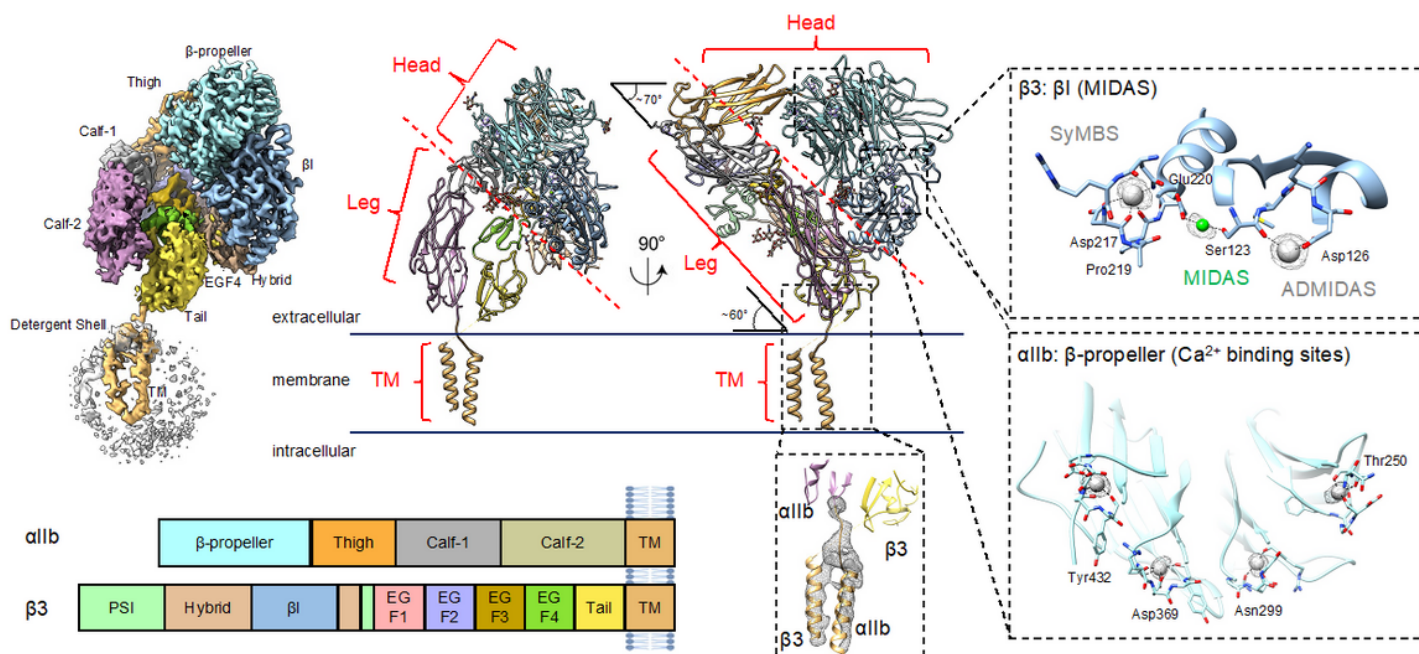 β-propeller
Thigh
Calf-1
βI
Calf-2
EGF4
Hybrid
Tail
Detergent Shell
TM
Head
Leg
extracellular
membrane
intracellular
TM
90°
Head
~70°
Leg
~60°
TM
αIIb
β3
β3
αIIb
β3: βI (MIDAS)
SyMBS
Glu220
Asp217
Pro219
Ser123
MIDAS
Asp126
ADMIDAS
αIIb: β-propeller (Ca²⁺ binding sites)
Thr250
Tyr432
Asp369
Asn299
αIIb
β-propeller
Thigh
Calf-1
Calf-2
TM
β3
PSI
Hybrid
βI
EG
F1
EG
F2
EG
F3
EG
F4
Tail
TM